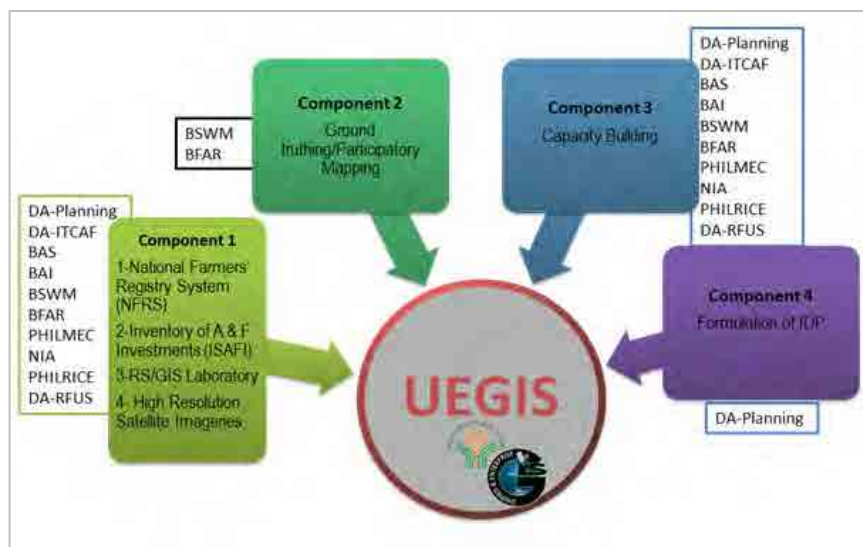 DA-Planning
DA-ITCAF
BAS
BAI
BSWM
BFAR
PHILMEC
NIA
PHILRICE
DA-RFUS
Component 1
1-National Farmers'
Registry System
(NFRS)
2-Inventory of A & F
Investments (ISAFI)
3-RS/GIS Laboratory
4- High Resolution
Satellite Imageries
BSWM
BFAR
Component 2
Ground
truthing/Participatory
Mapping
Component 3
Capacity Building
DA-Planning
DA-ITCAF
BAS
BAI
BSWM
BFAR
PHILMEC
NIA
PHILRICE
DA-RFUS
Component 4
Formulation of IDP
DA-Planning
UEGIS